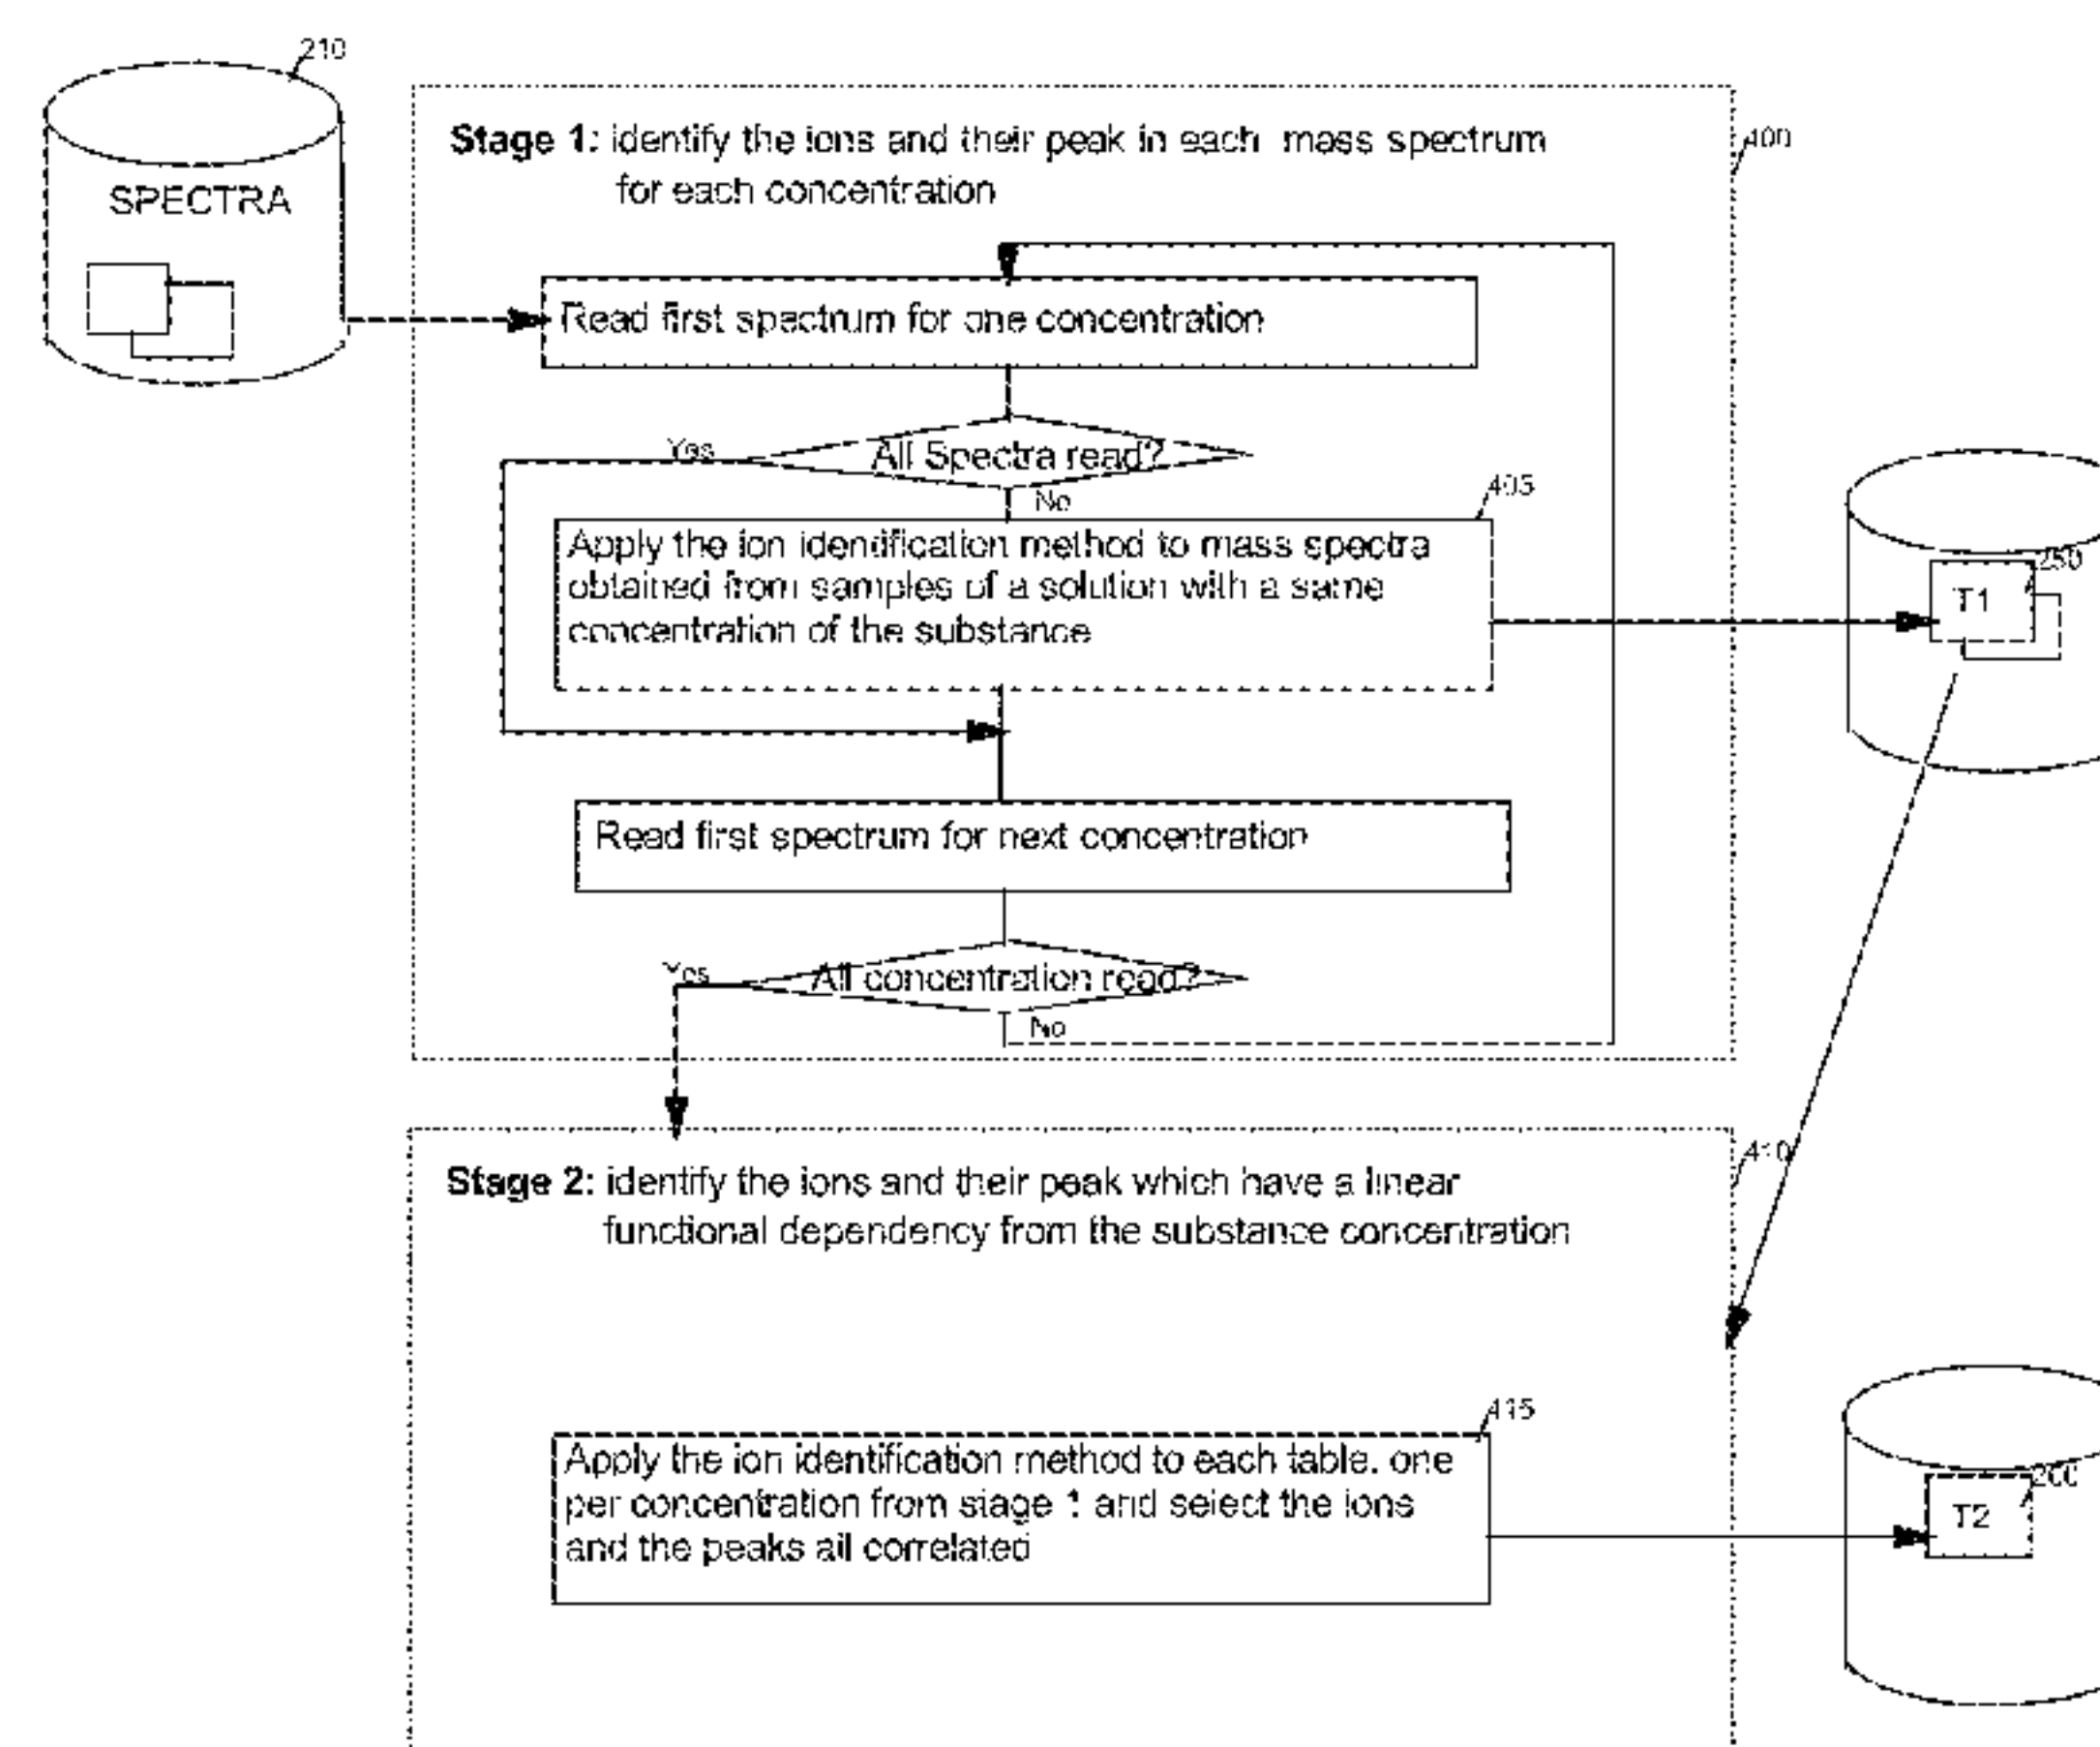 210
SPECTRA
Stage 1: identify the ions and their peak in each mass spectrum
for each concentration
400
Read first spectrum for one concentration
Yes
All Spectra read?
No
405
Apply the ion identification method to mass spectra
obtained from samples of a solution with a same
concentration of the substance
250
T1
Read first spectrum for next concentration
Yes
All concentration read?
No
Stage 2: identify the ions and their peak which have a linear
functional dependency from the substance concentration
410
415
Apply the ion identification method to each table, one
per concentration from stage 1 and select the ions
and the peaks all correlated
T2